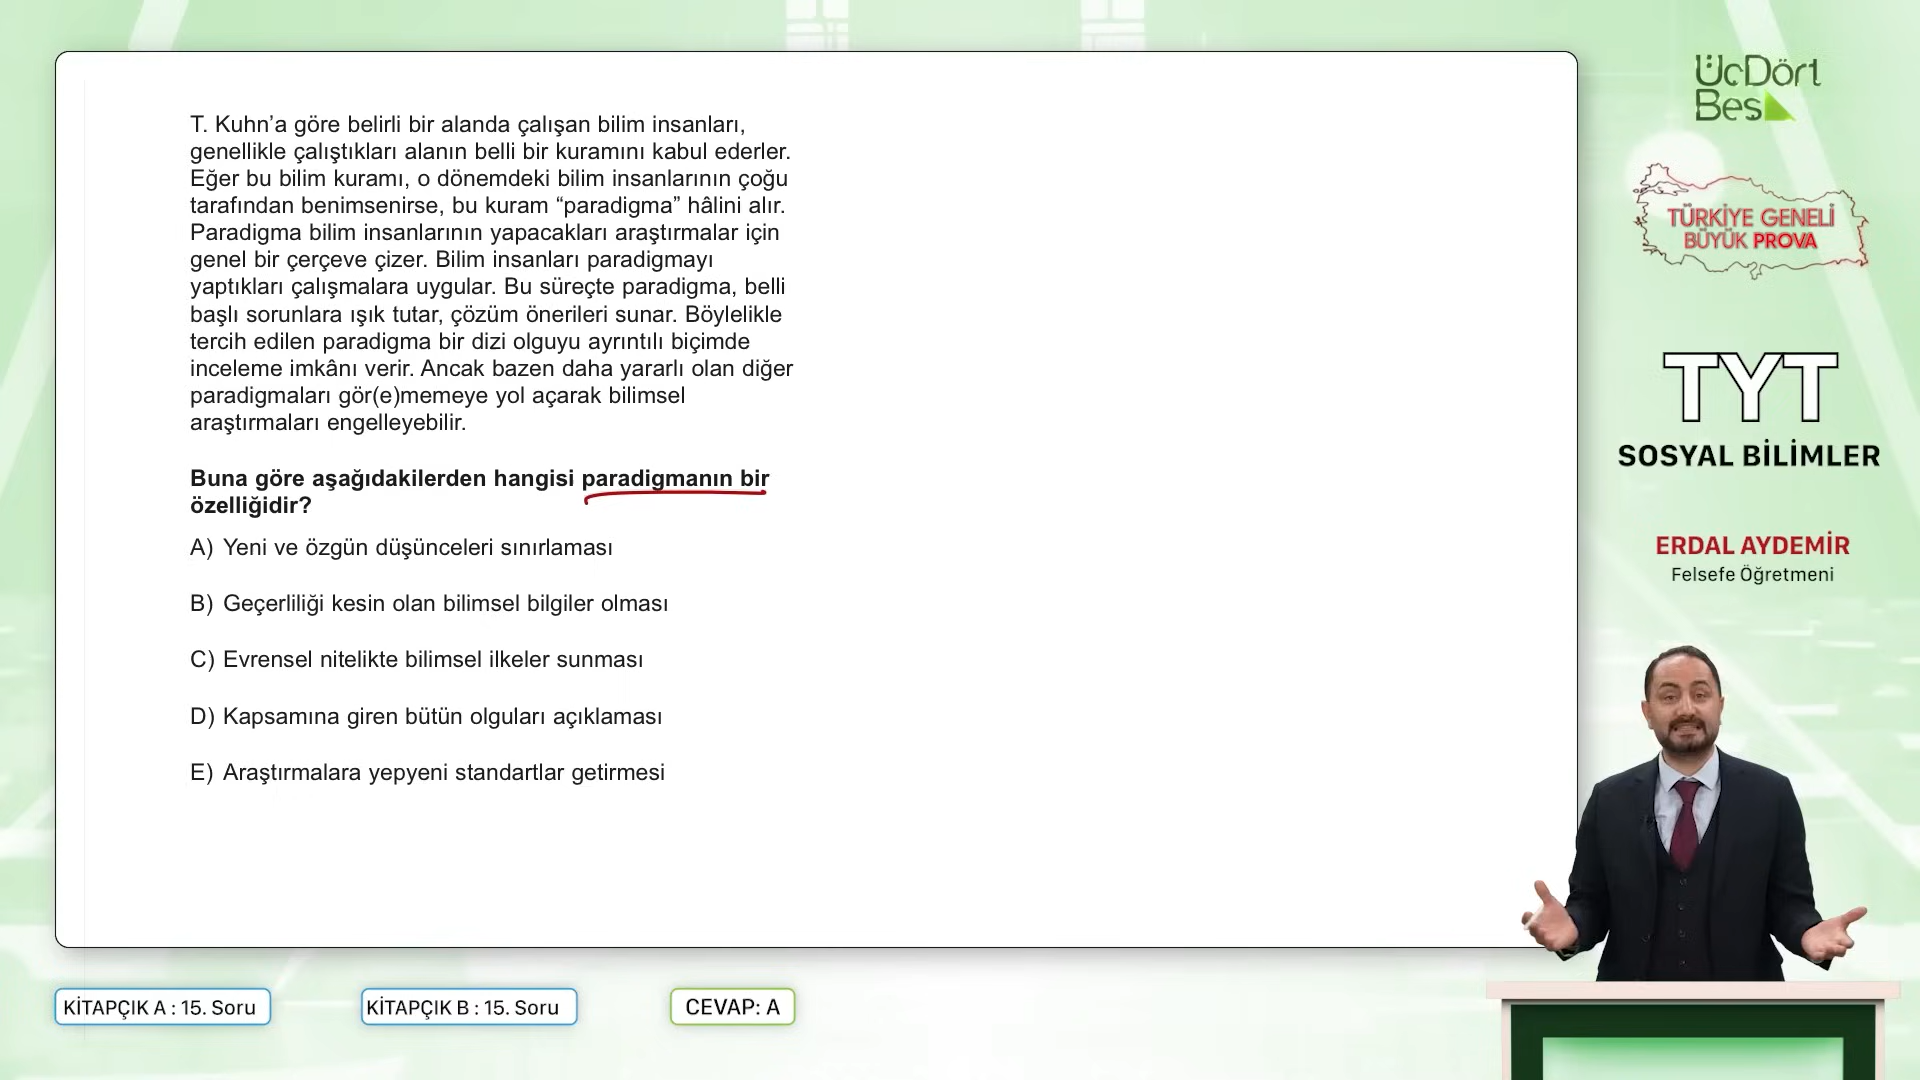 T. Kuhn’a göre belirli bir alanda çalışan bilim insanları,
genellikle çalıştıkları alanın belli bir kuramını kabul ederler.
Eğer bu bilim kuramı, o dönemdeki bilim insanlarının çoğu
tarafından benimsenirse, bu kuram “paradigma” hâlini alır.
Paradigma bilim insanlarının yapacakları araştırmalar için
genel bir çerçeve çizer. Bilim insanları paradigmayı
yaptıkları çalışmalara uygular. Bu süreçte paradigma, belli
başlı sorunlara ışık tutar, çözüm önerileri sunar. Böylelikle
tercih edilen paradigma bir dizi olguyu ayrıntılı biçimde
inceleme imkânı verir. Ancak bazen daha yararlı olan diğer
paradigmaları gör(e)memeye yol açarak bilimsel
araştırmaları engelleyebilir.
Buna göre aşağıdakilerden hangisi paradigmanın bir
özelliğidir?
A) Yeni ve özgün düşünceleri sınırlaması
B) Geçerliliği kesin olan bilimsel bilgiler olması
C) Evrensel nitelikte bilimsel ilkeler sunması
D) Kapsamına giren bütün olguları açıklaması
E) Araştırmalara yepyeni standartlar getirmesi
KİTAPÇIK A : 15. Soru
KİTAPÇIK B : 15. Soru
CEVAP: A
ÜçDört
Beş
TÜRKİYE GENELİ
BÜYÜK PROVA
TYT
SOSYAL BİLİMLER
ERDAL AYDEMİR
Felsefe Öğretmeni